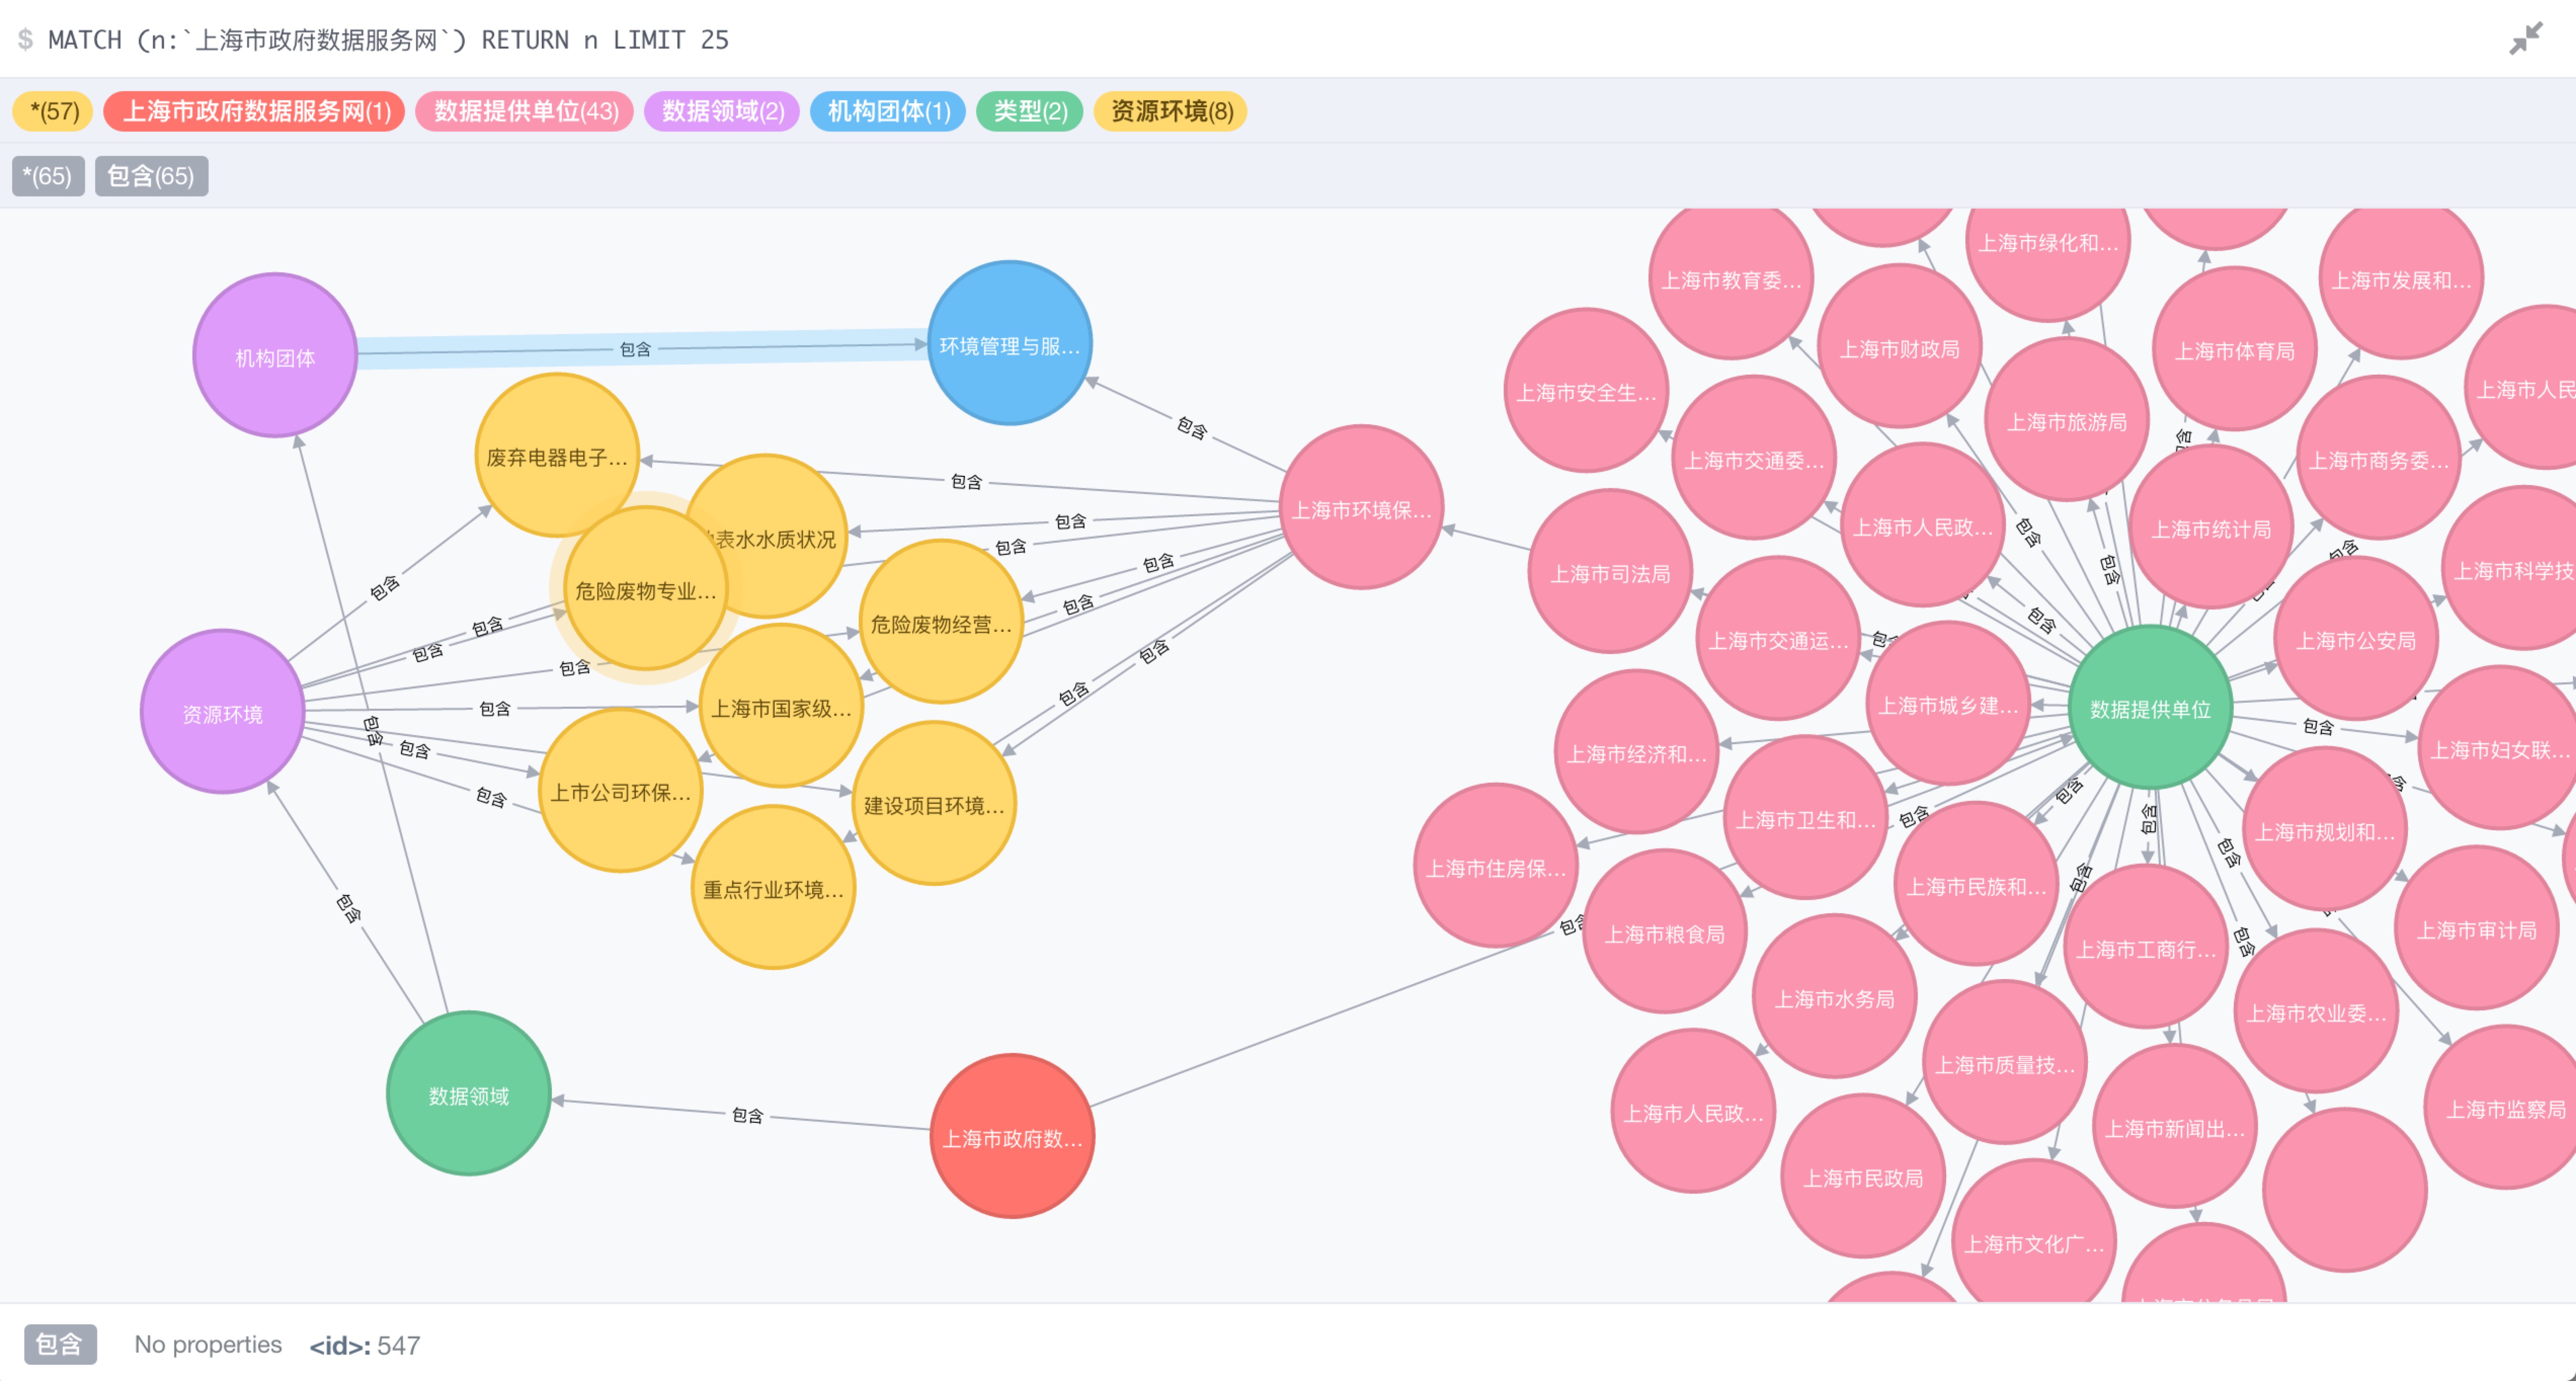 $ MATCH (n:`上海市政府数据服务网`) RETURN n LIMIT 25
*(57) 上海市政府数据服务网(1) 数据提供单位(43) 数据领域(2) 机构团体(1) 类型(2) 资源环境(8)
*(65) 包含(65)
上海市绿化和...
上海市教育委...
上海市发展和...
机构团体
包含
环境管理与服...
上海市财政局
上海市体育局
上海市安全生...
上海市人民
上海市旅游局
包含
废弃电器电子...
上海市交通委...
上海市商务委...
包含
上海市环境保...
包含
表水水质状况
包含
上海市人民政...
包含
上海市统计局
包含
包含
包含
上海市司法局
包含
上海市科学技
包含
危险废物专业...
包含
包含
包含
危险废物经营...
包含
上海市交通运...
上海市公安局
包含
包含
包含
包含
资源环境
包含
上海市国家级...
上海市城乡建...
数据提供单位
包含
包含
包含
上海市经济和...
包含
上海市妇女联...
上市公司环保...
包含
建设项目环境...
包含
上海市卫生和...
包含
包含
上海市规划和...
包含
重点行业环境...
上海市住房保...
包含
上海市民族和...
包含
包含
上海市粮食局
上海市工商行...
包含
上海市审计局
上海市水务局
上海市农业委...
数据领域
包含
上海市政府数...
上海市人民政...
上海市质量技...
上海市新闻出...
上海市监察局
上海市民政局
上海市文化广...
包含 No properties <id>: 547